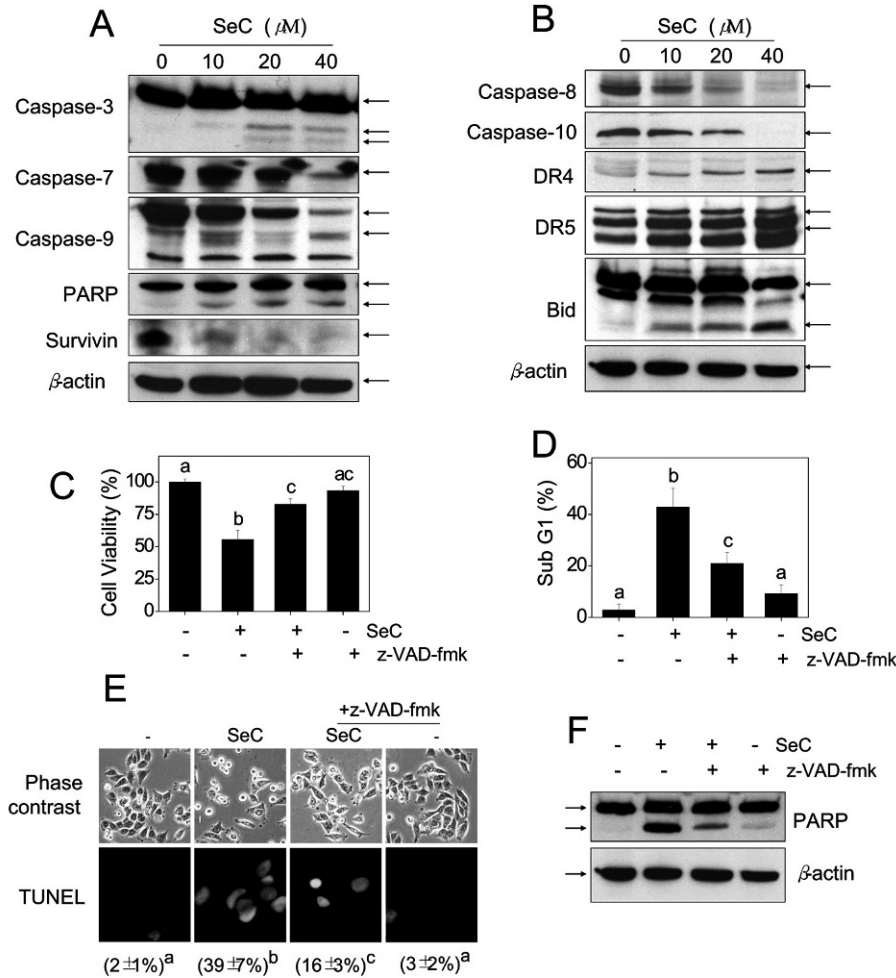 A
SeC (μM)
0 10 20 40
Caspase-3
Caspase-7
Caspase-9
PARP
Survivin
β-actin
B
SeC (μM)
0 10 20 40
Caspase-8
Caspase-10
DR4
DR5
Bid
β-actin
C
Cell Viability (%)
100
75
50
25
0
a b c ac
- + + - SeC
- - + + z-VAD-fmk
D
Sub G1 (%)
60
40
20
0
a b c a
- + + - SeC
- - + + z-VAD-fmk
E
+z-VAD-fmk
- SeC SeC -
Phase
contrast
TUNEL
(2±1%)a (39±7%)b (16±3%)c (3±2%)a
F
- + + - SeC
- - + + z-VAD-fmk
PARP
β-actin